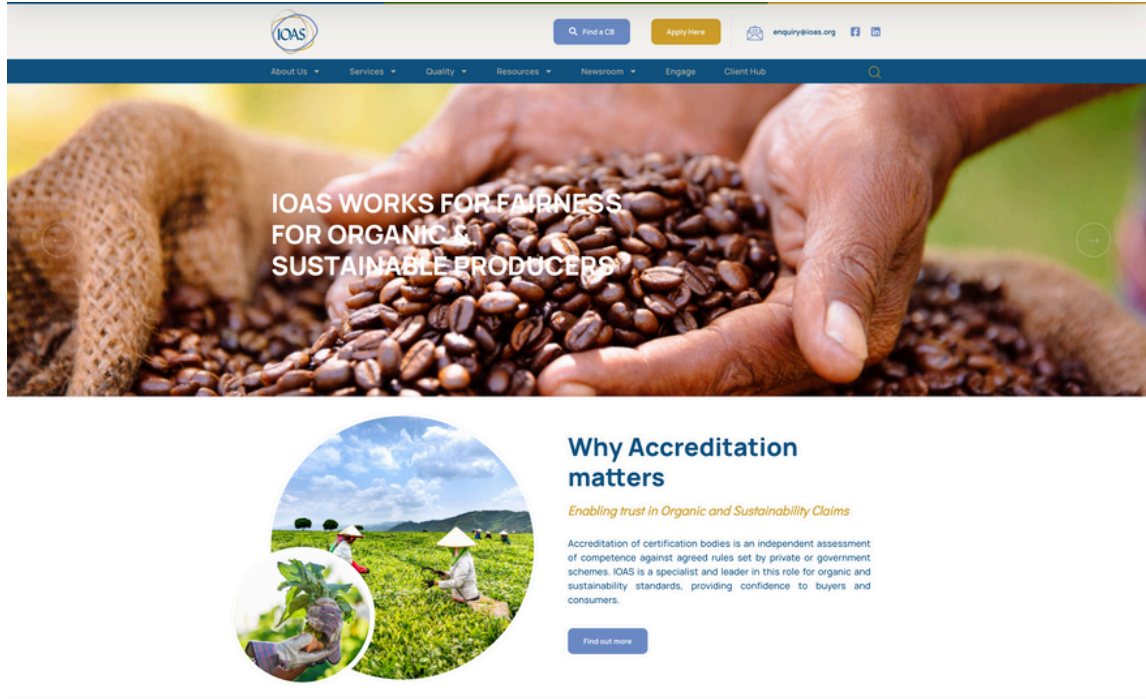 IOAS
Find a CB
Apply Here
enquiry@ioas.org
About Us
Services
Quality
Resources
Newsroom
Engage
Client Hub
IOAS WORKS FOR FAIRNESS
FOR ORGANIC &
SUSTAINABLE PRODUCERS
Why Accreditation
matters
Enabling trust in Organic and Sustainability Claims
Accreditation of certification bodies is an independent assessment
of competence against agreed rules set by private or government
schemes. IOAS is a specialist and leader in this role for organic and
sustainability standards, providing confidence to buyers and
consumers.
Find out more